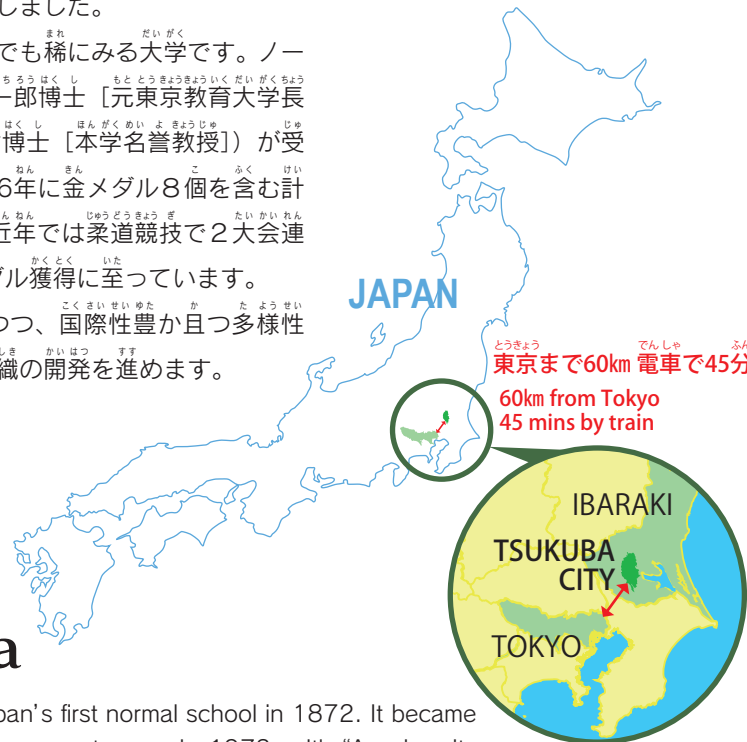 しました。
でも稀にみる大学です。ノー
一郎博士［元東京教育大学長
博士［本学名誉教授］）が受
6年に金メダル８個を含む計
近年では柔道競技で２大会連
ル獲得に至っています。
つつ、国際性豊か且つ多様性
織の開発を進めます。
JAPAN
東京まで60㎞ 電車で45分
60㎞ from Tokyo
45 mins by train
IBARAKI
TSUKUBA
CITY
TOKYO
a
pan's first normal school in 1872. It became